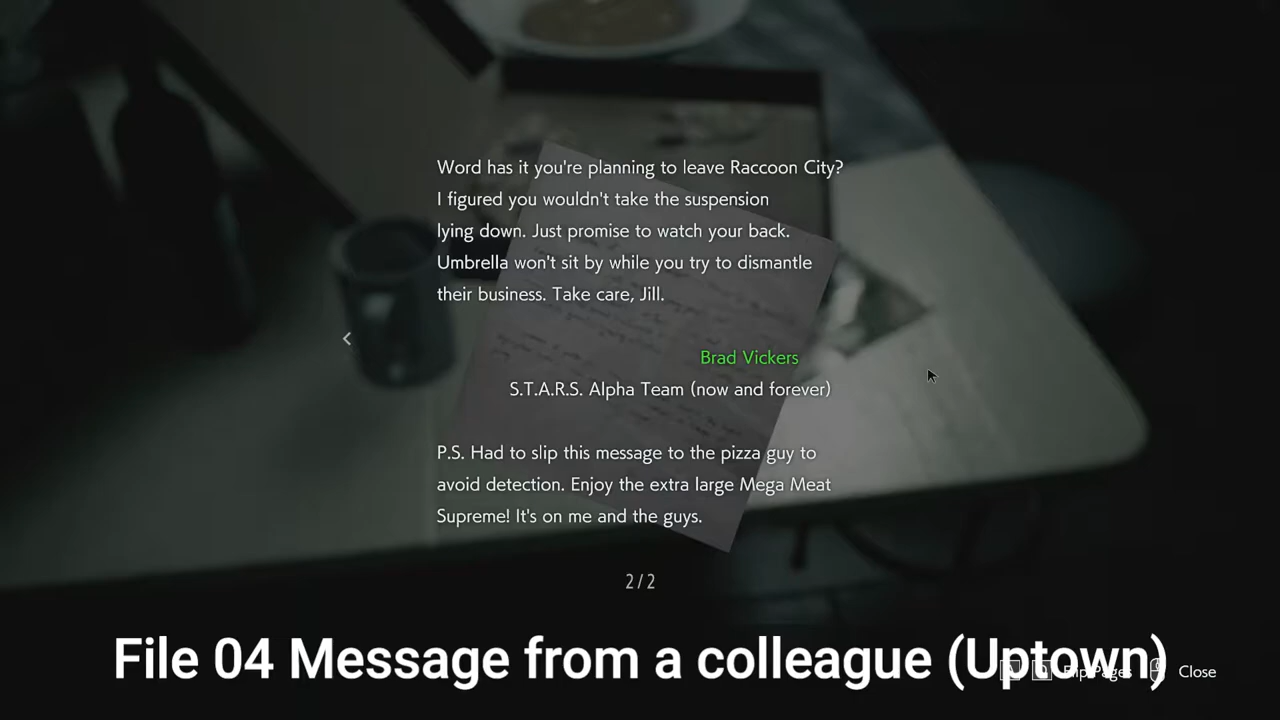 Word has it you're planning to leave Raccoon City?
I figured you wouldn't take the suspension
lying down. Just promise to watch your back.
Umbrella won't sit by while you try to dismantle
their business. Take care, Jill.
Brad Vickers
S.T.A.R.S. Alpha Team (now and forever)
P.S. Had to slip this message to the pizza guy to
avoid detection. Enjoy the extra large Mega Meat
Supreme! It's on me and the guys.
2 / 2
File 04 Message from a colleague (Uptown)
Flip Pages
Close